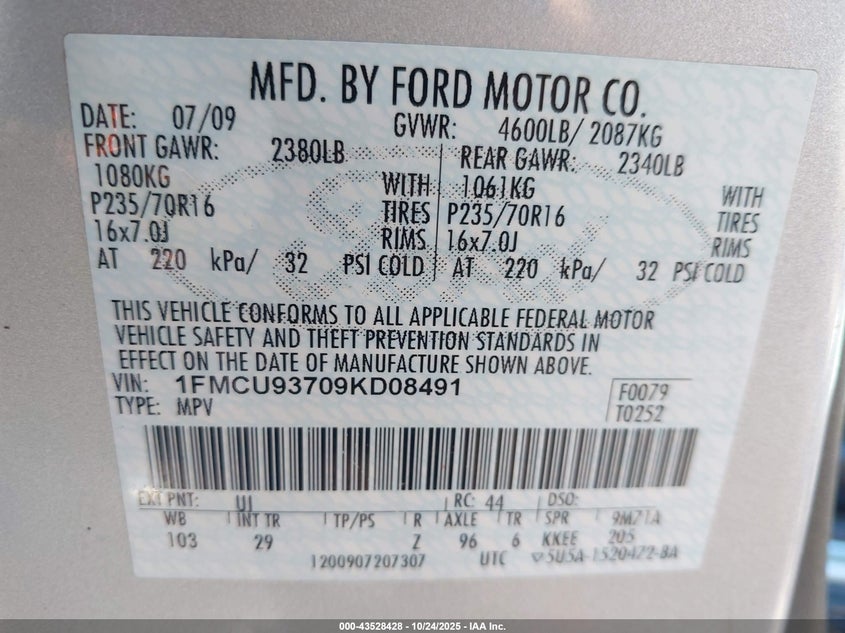 MFD. BY FORD MOTOR CO.
DATE: 07/09 GVWR: 4600LB/ 2087KG
FRONT GAWR: 2380LB REAR GAWR: 2340LB
1080KG WITH 1061KG WITH
P235/70R16 TIRES P235/70R16 TIRES
16x7.0J RIMS 16x7.0J RIMS
AT 220 kPa/ 32 PSI COLD AT 220 kPa/ 32 PSI COLD
THIS VEHICLE CONFORMS TO ALL APPLICABLE FEDERAL MOTOR
VEHICLE SAFETY AND THEFT PREVENTION STANDARDS IN
EFFECT ON THE DATE OF MANUFACTURE SHOWN ABOVE.
VIN: 1FMCU93709KD08491 F0079
TYPE: MPV T0252
EXT PNT: UJ RC: 44 DSO:
WB INT TR TP/PS R AXLE TR SPR
103 29 Z 96 6 KKEE 205
1200907207307 UTC
000-43528428 - 10/24/2025 - IAA Inc.